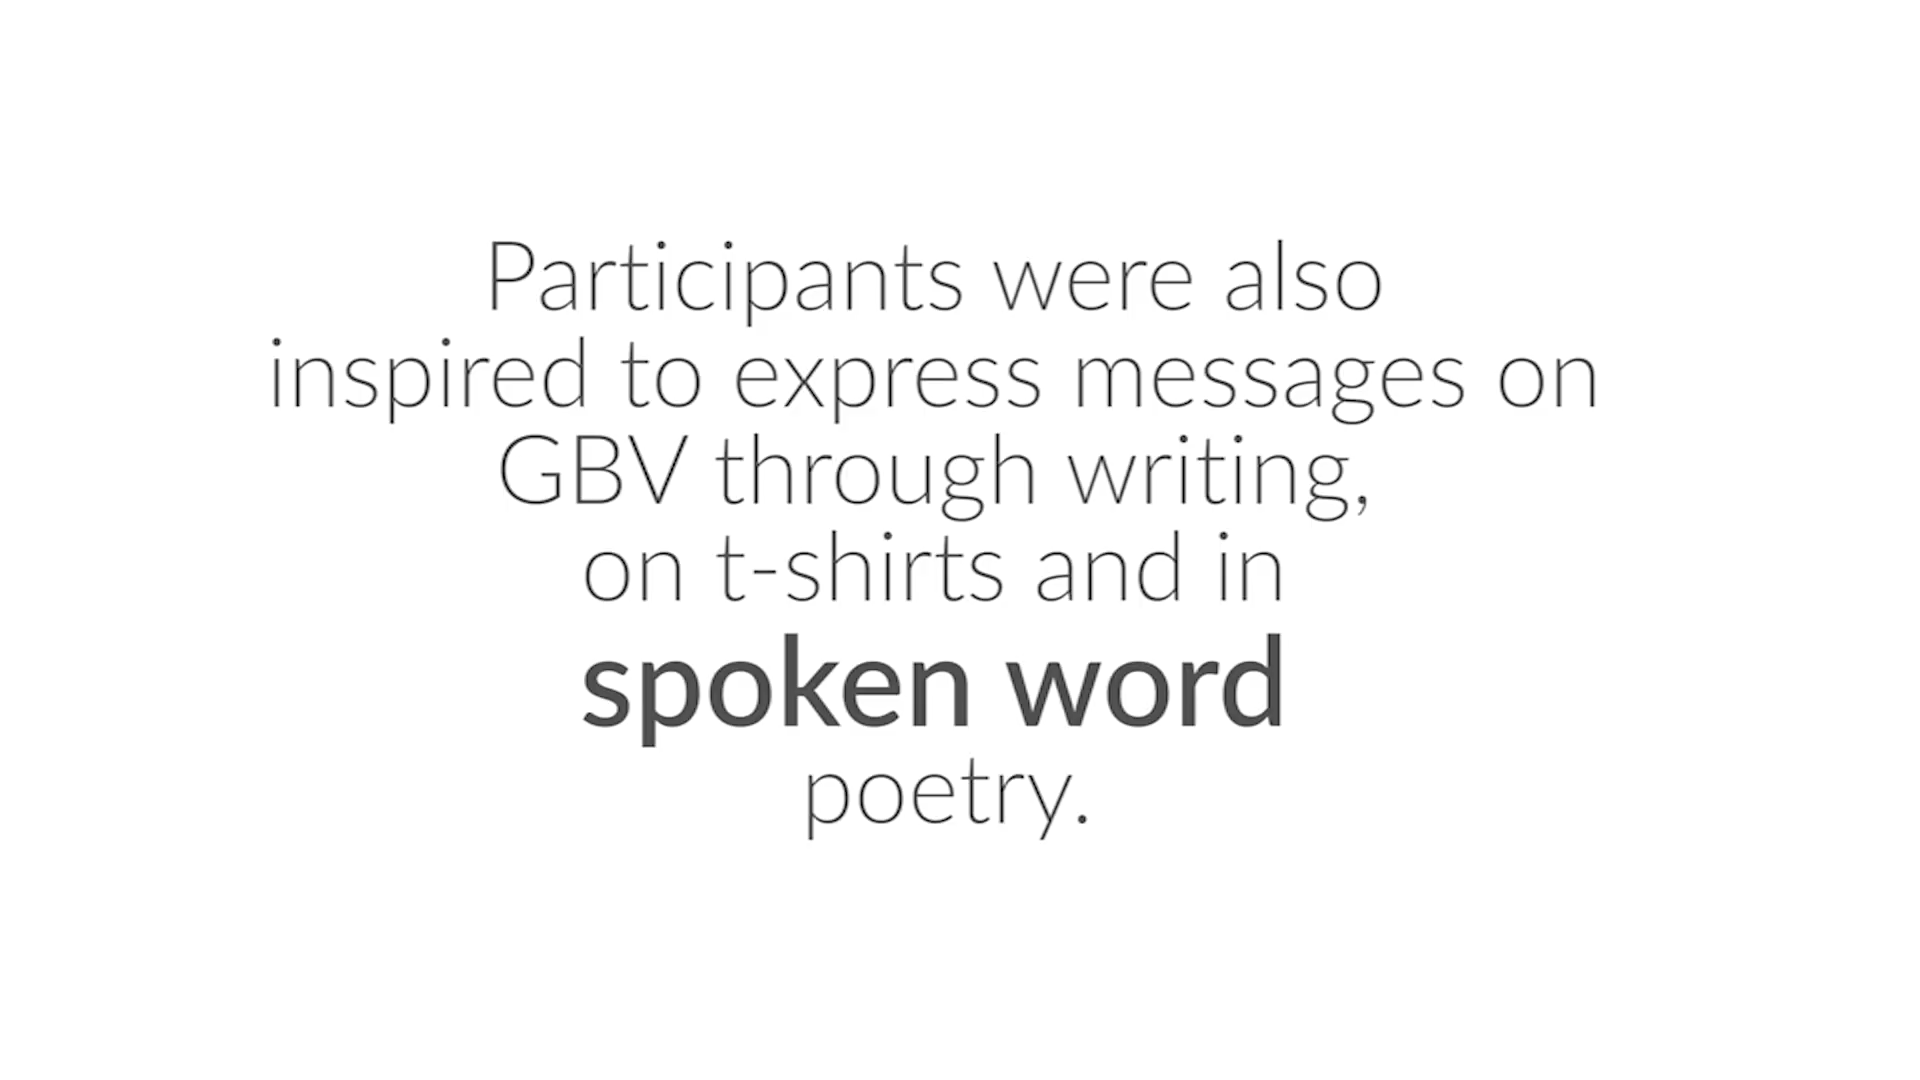 Participants were also
inspired to express messages on
GBV through writing,
on t-shirts and in
spoken word
poetry.